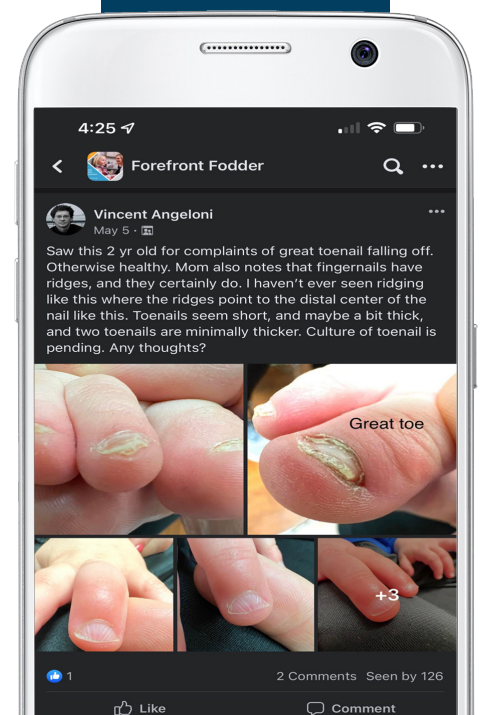 4:25
Forefront Fodder
Vincent Angeloni
May 5 ·
Saw this 2 yr old for complaints of great toenail falling off.
Otherwise healthy. Mom also notes that fingernails have
ridges, and they certainly do. I haven’t ever seen ridging
like this where the ridges point to the distal center of the
nail like this. Toenails seem short, and maybe a bit thick,
and two toenails are minimally thicker. Culture of toenail is
pending. Any thoughts?
Great toe
+3
1
2 Comments Seen by 126
Like
Comment